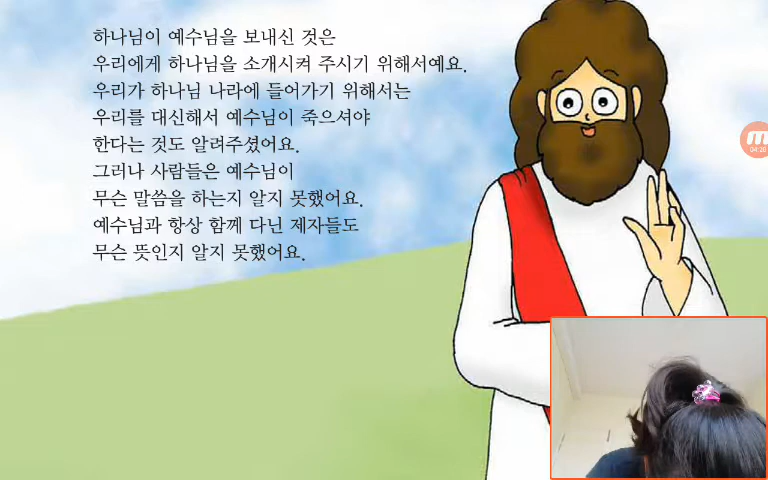 하나님이 예수님을 보내신 것은
우리에게 하나님을 소개시켜 주시기 위해서예요.
우리가 하나님 나라에 들어가기 위해서는
우리를 대신해서 예수님이 죽으셔야
한다는 것도 알려주셨어요.
그러나 사람들은 예수님이
무슨 말씀을 하는지 알지 못했어요.
예수님과 항상 함께 다닌 제자들도
무슨 뜻인지 알지 못했어요.
04:20